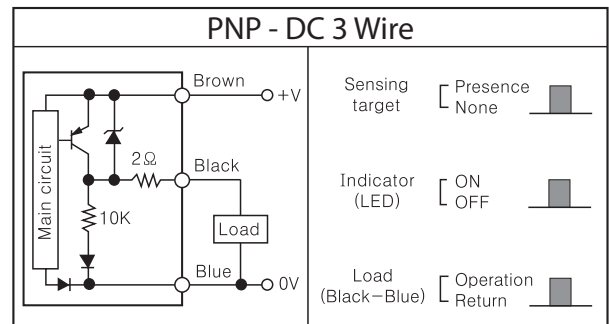 PNP - DC 3 Wire
Main circuit
2Ω
10K
Brown
+V
Black
Load
Blue
0V
Sensing
target
Presence
None
Indicator
(LED)
ON
OFF
Load
(Black-Blue)
Operation
Return